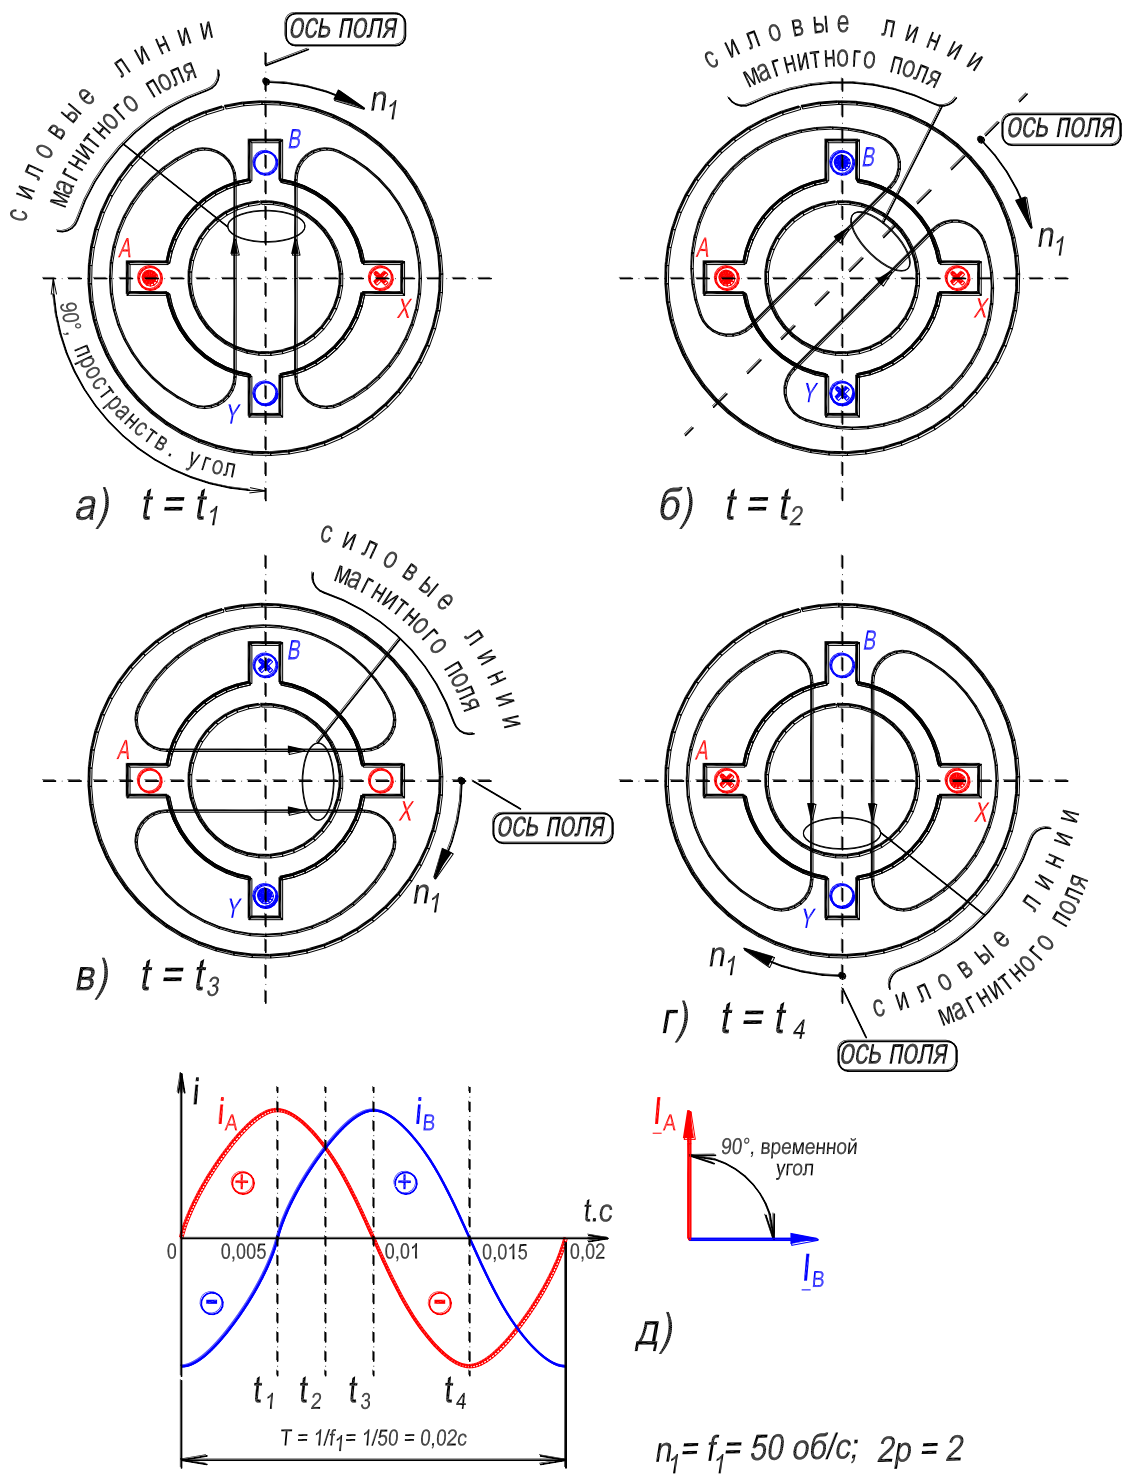 ОСЬ ПОЛЯ
силовые линии
магнитного поля
n1
B
A
X
Y
90°, пространств. угол
а) t = t1
силовые линии
магнитного поля
ОСЬ ПОЛЯ
n1
B
A
X
Y
б) t = t2
силовые линии
магнитного поля
B
A
X
Y
ОСЬ ПОЛЯ
n1
в) t = t3
B
A
X
Y
n1
силовые линии
магнитного поля
г) t = t4
ОСЬ ПОЛЯ
i
iA
iB
+
+
t.c
0
0,005
0,01
0,015
0,02
-
-
t1
t2
t3
t4
T = 1/f1= 1/50 = 0,02c
I_A
90°, временной
угол
I_B
д)
n1= f1= 50 об/с; 2p = 2